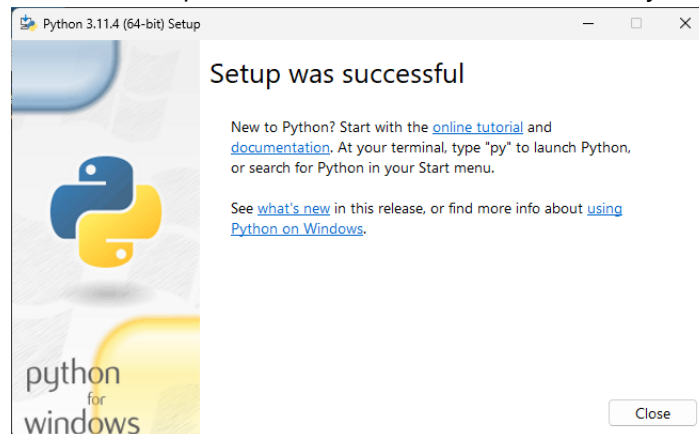 Python 3.11.4 (64-bit) Setup
Setup was successful
New to Python? Start with the online tutorial and
documentation. At your terminal, type "py" to launch Python,
or search for Python in your Start menu.
See what's new in this release, or find more info about using
Python on Windows.
python
for
windows
Close